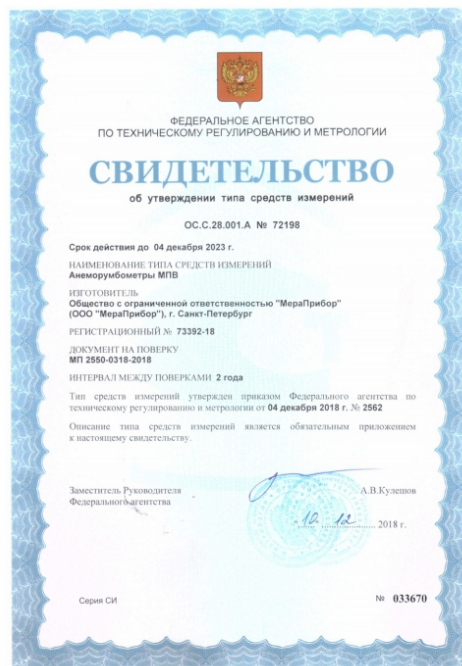 ФЕДЕРАЛЬНОЕ АГЕНТСТВО
ПО ТЕХНИЧЕСКОМУ РЕГУЛИРОВАНИЮ И МЕТРОЛОГИИ
СВИДЕТЕЛЬСТВО
об утверждении типа средств измерений
ОС.С.28.001.А № 72198
Срок действия до 04 декабря 2023 г.
НАИМЕНОВАНИЕ ТИПА СРЕДСТВ ИЗМЕРЕНИЙ
Анеморумбометры МПВ
ИЗГОТОВИТЕЛЬ
Общество с ограниченной ответственностью "МераПрибор"
(ООО "МераПрибор"), г. Санкт-Петербург
РЕГИСТРАЦИОННЫЙ № 73392-18
ДОКУМЕНТ НА ПОВЕРКУ
МП 2550-0318-2018
ИНТЕРВАЛ МЕЖДУ ПОВЕРКАМИ 2 года
Тип средств измерений утвержден приказом Федерального агентства по
техническому регулированию и метрологии от 04 декабря 2018 г. № 2562
Описание типа средств измерений является обязательным приложением
к настоящему свидетельству.
Заместитель Руководителя
Федерального агентства
А.В.Кулешов
10 12 2018 г.
Серия СИ
№ 033670